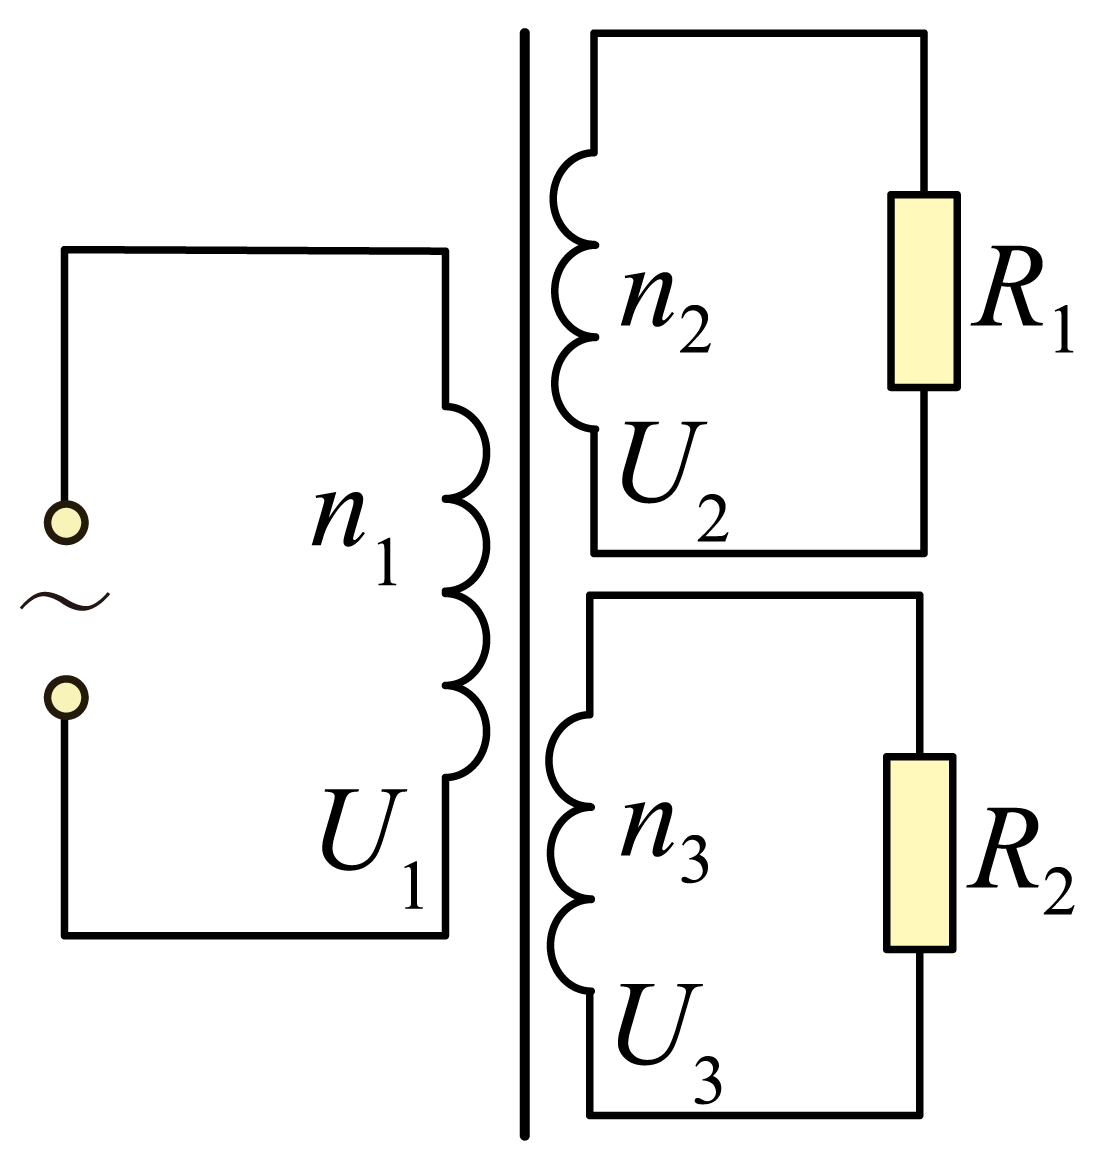 n₁
U₁
n₂
U₂
R₁
n₃
U₃
R₂